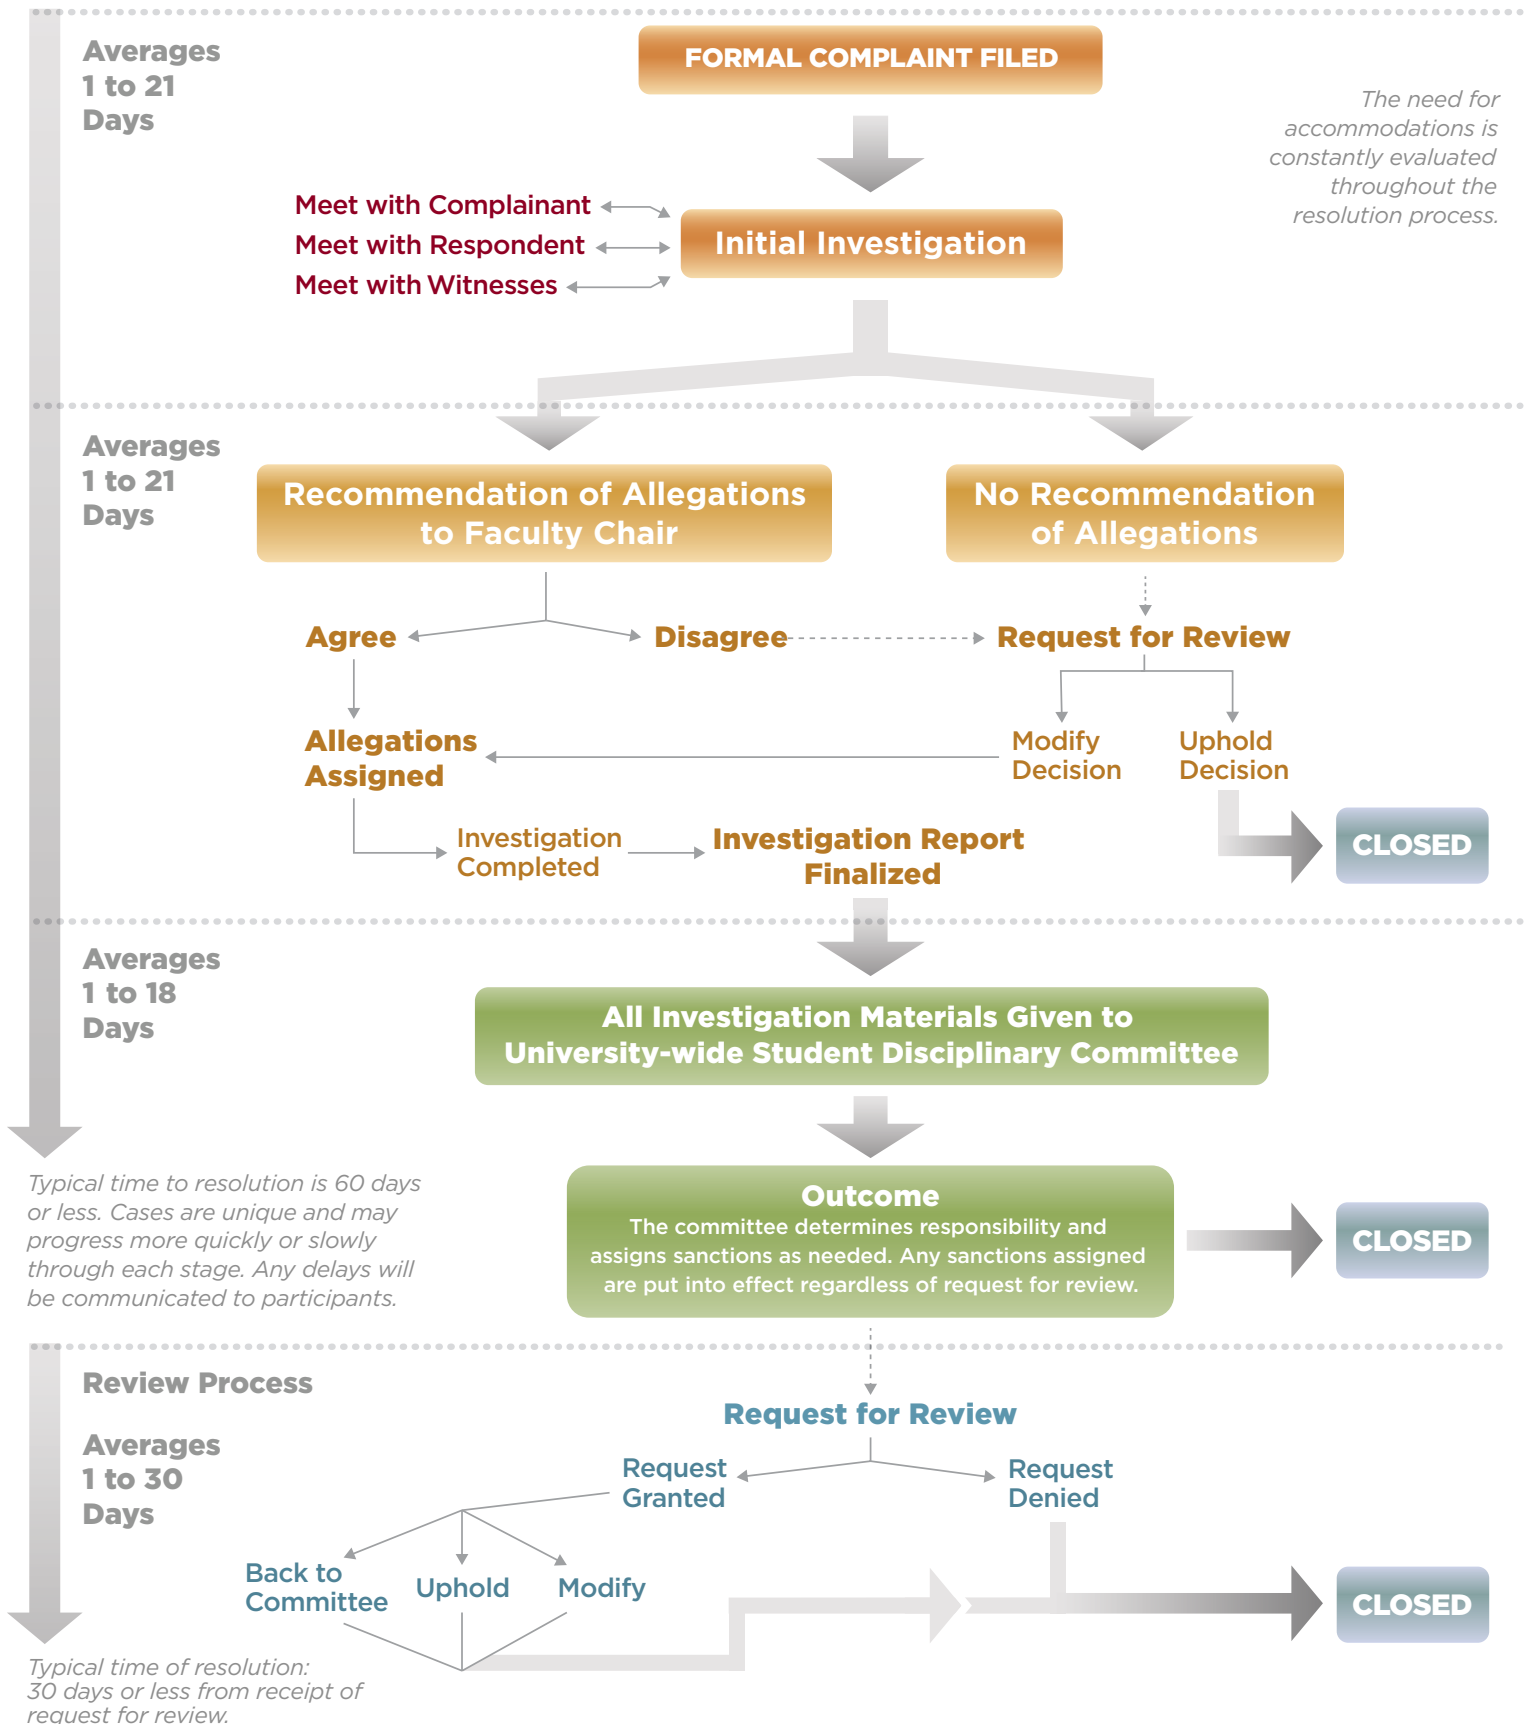 Averages
1 to 21
Days
FORMAL COMPLAINT FILED
The need for
accommodations is
constantly evaluated
throughout the
resolution process.
Meet with Complainant
Meet with Respondent
Meet with Witnesses
Initial Investigation
Averages
1 to 21
Days
Recommendation of Allegations
to Faculty Chair
No Recommendation
of Allegations
Agree
Disagree
Request for Review
Allegations
Assigned
Modify
Decision
Uphold
Decision
Investigation
Completed
Investigation Report
Finalized
CLOSED
Averages
1 to 18
Days
All Investigation Materials Given to
University-wide Student Disciplinary Committee
Typical time to resolution is 60 days
or less. Cases are unique and may
progress more quickly or slowly
through each stage. Any delays will
be communicated to participants.
Outcome
The committee determines responsibility and
assigns sanctions as needed. Any sanctions assigned
are put into effect regardless of request for review.
CLOSED
Review Process
Averages
1 to 30
Days
Request for Review
Request
Granted
Request
Denied
Back to
Committee
Uphold
Modify
CLOSED
Typical time of resolution:
30 days or less from receipt of
request for review.